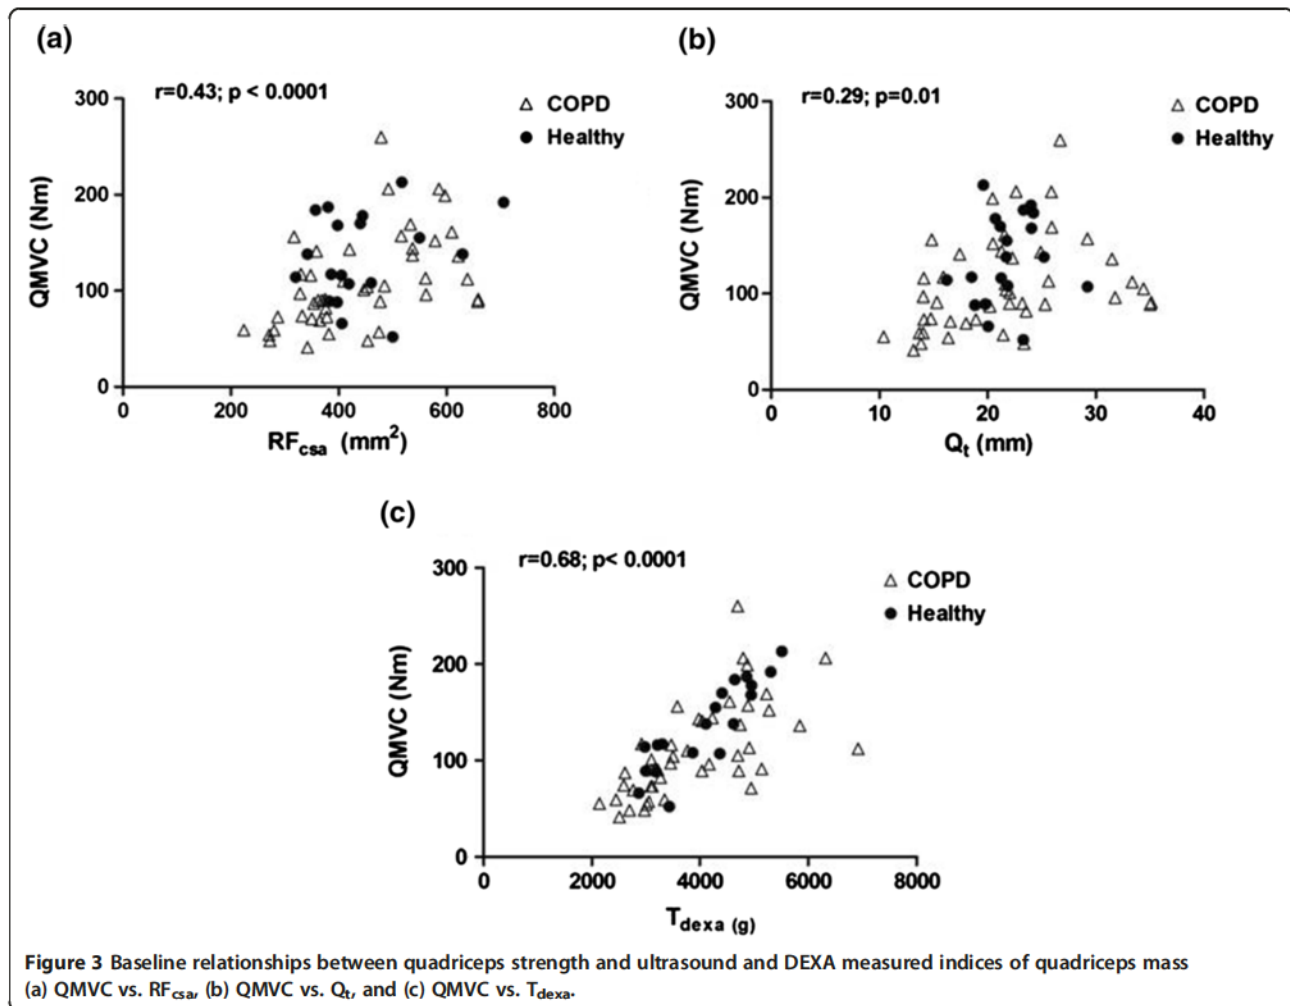 (a)
r=0.43; p < 0.0001
COPD
Healthy
300
200
100
0
QMVC (Nm)
0 200 400 600 800
RFcsa (mm²)
(b)
r=0.29; p=0.01
COPD
Healthy
300
200
100
0
QMVC (Nm)
0 10 20 30 40
Qt (mm)
(c)
r=0.68; p< 0.0001
COPD
Healthy
300
200
100
0
QMVC (Nm)
0 2000 4000 6000 8000
Tdexa (g)
Figure 3 Baseline relationships between quadriceps strength and ultrasound and DEXA measured indices of quadriceps mass
(a) QMVC vs. RFcsa, (b) QMVC vs. Qt, and (c) QMVC vs. Tdexa.